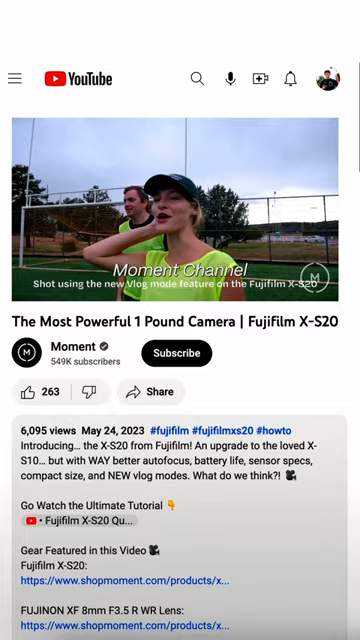 YouTube
Moment Channel
Shot using the new Vlog mode feature on the Fujifilm X-S20
M
The Most Powerful 1 Pound Camera | Fujifilm X-S20
M
Moment
549K subscribers
Subscribe
263
Share
6,095 views May 24, 2023 #fujifilm #fujifilmxs20 #howto
Introducing... the X-S20 from Fujifilm! An upgrade to the loved X-
S10... but with WAY better autofocus, battery life, sensor specs,
compact size, and NEW vlog modes. What do we think?! 🎥
Go Watch the Ultimate Tutorial 👇
• Fujifilm X-S20 Qu...
Gear Featured in this Video 🎥
Fujifilm X-S20:
https://www.shopmoment.com/products/x...
FUJINON XF 8mm F3.5 R WR Lens:
https://www.shopmoment.com/products/x...